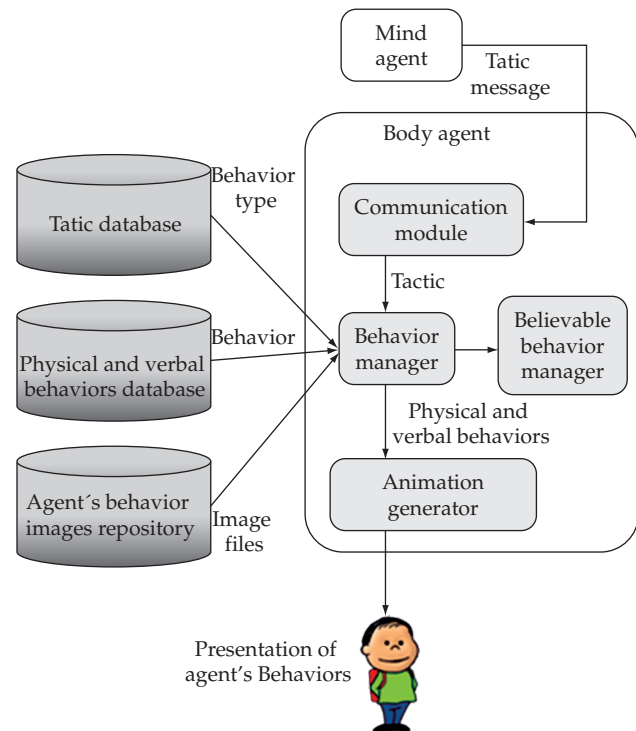 Mind
agent
Tatic
message
Body agent
Behavior
type
Tatic database
Communication
module
Tactic
Behavior
Physical and verbal
behaviors database
Behavior
manager
Believable
behavior
manager
Physical and
verbal behaviors
Agent´s behavior
images repository
Image
files
Animation
generator
Presentation of
agent's Behaviors